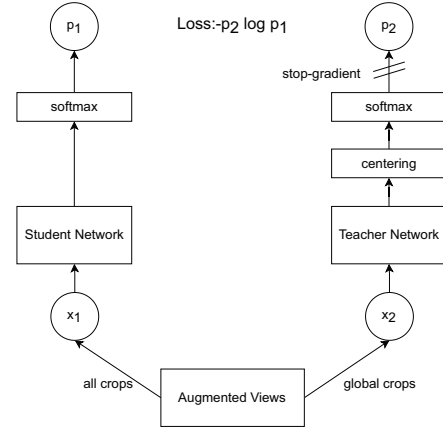 p1
Loss:-p2 log p1
p2
stop-gradient
softmax
softmax
centering
Student Network
Teacher Network
x1
x2
all crops
Augmented Views
global crops